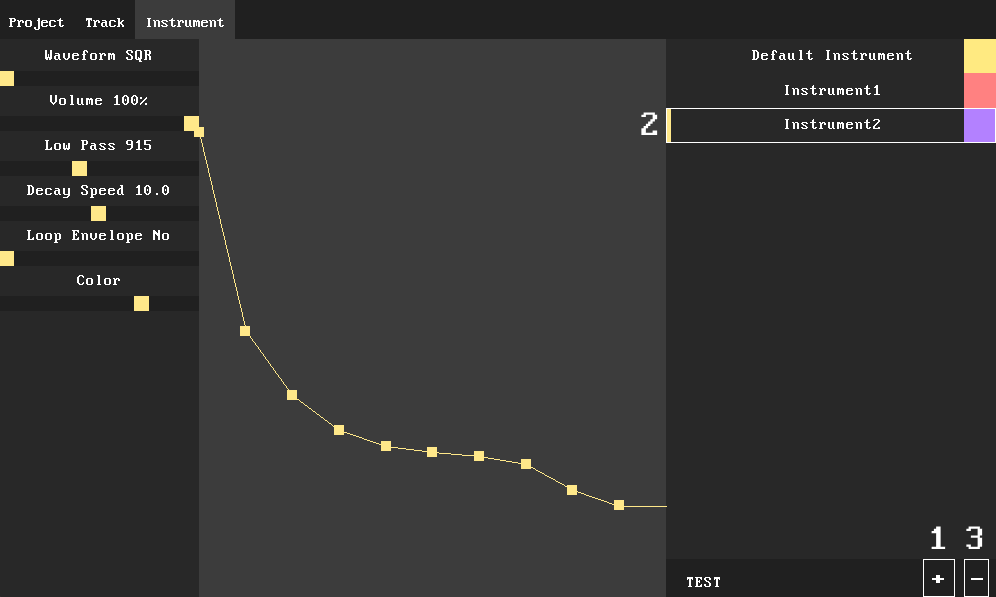 Project Track Instrument
Waveform SQR
Volume 100%
Low Pass 915
Decay Speed 10.0
Loop Envelope No
Color
Default Instrument
Instrument1
2 Instrument2
1 3
TEST + -